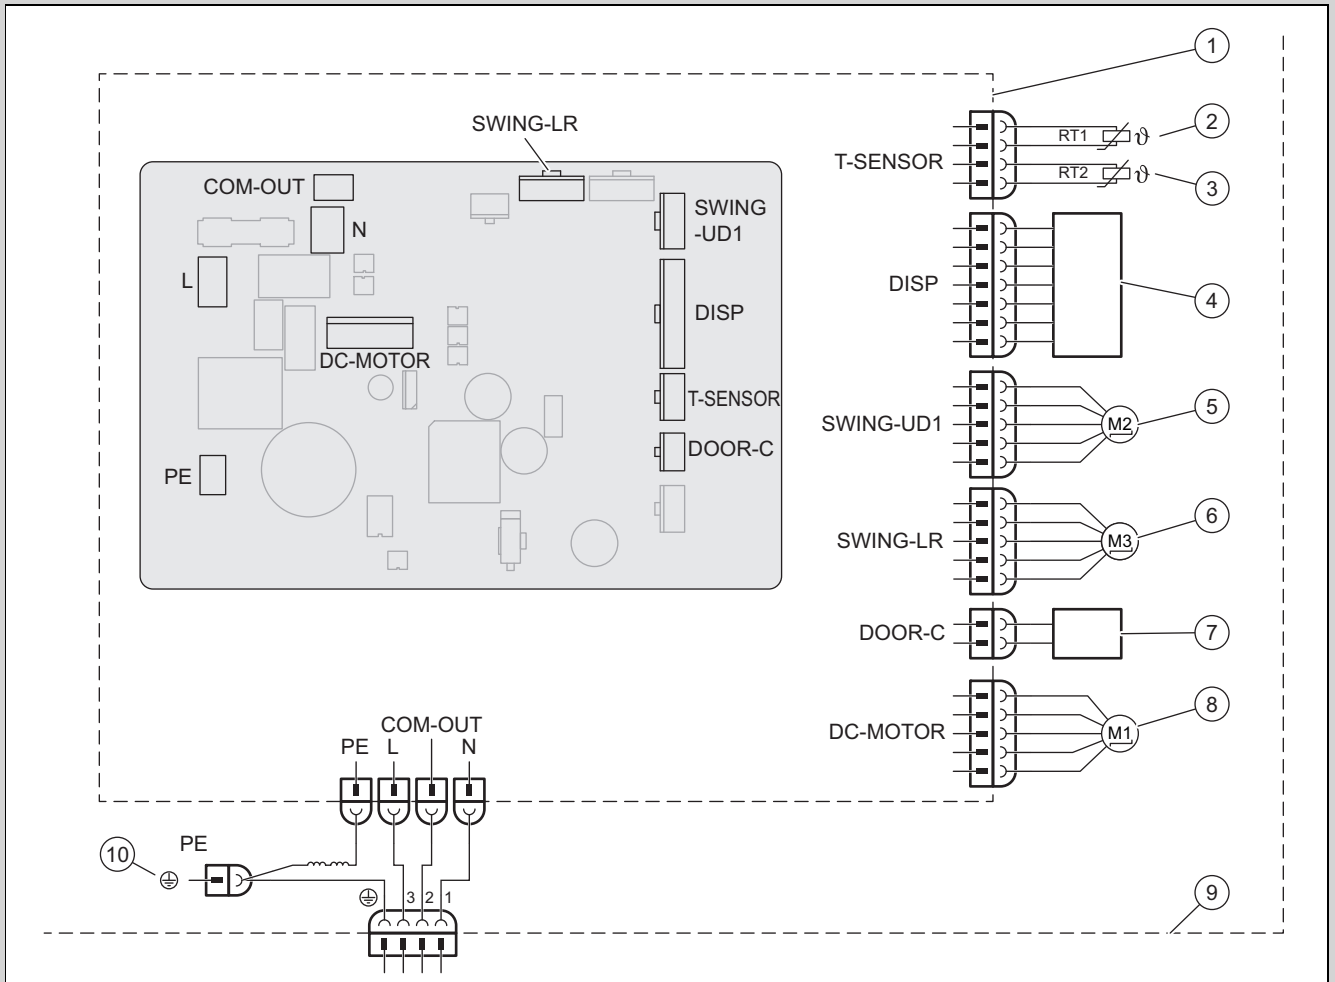 1
SWING-LR
T-SENSOR
RT1
ϑ
2
RT2
ϑ
3
COM-OUT
N
SWING
-UD1
L
DISP
DISP
4
DC-MOTOR
T-SENSOR
SWING-UD1
M2
5
DOOR-C
PE
SWING-LR
M3
6
DOOR-C
7
DC-MOTOR
M1
8
COM-OUT
PE L N
10
PE
3 2 1
9